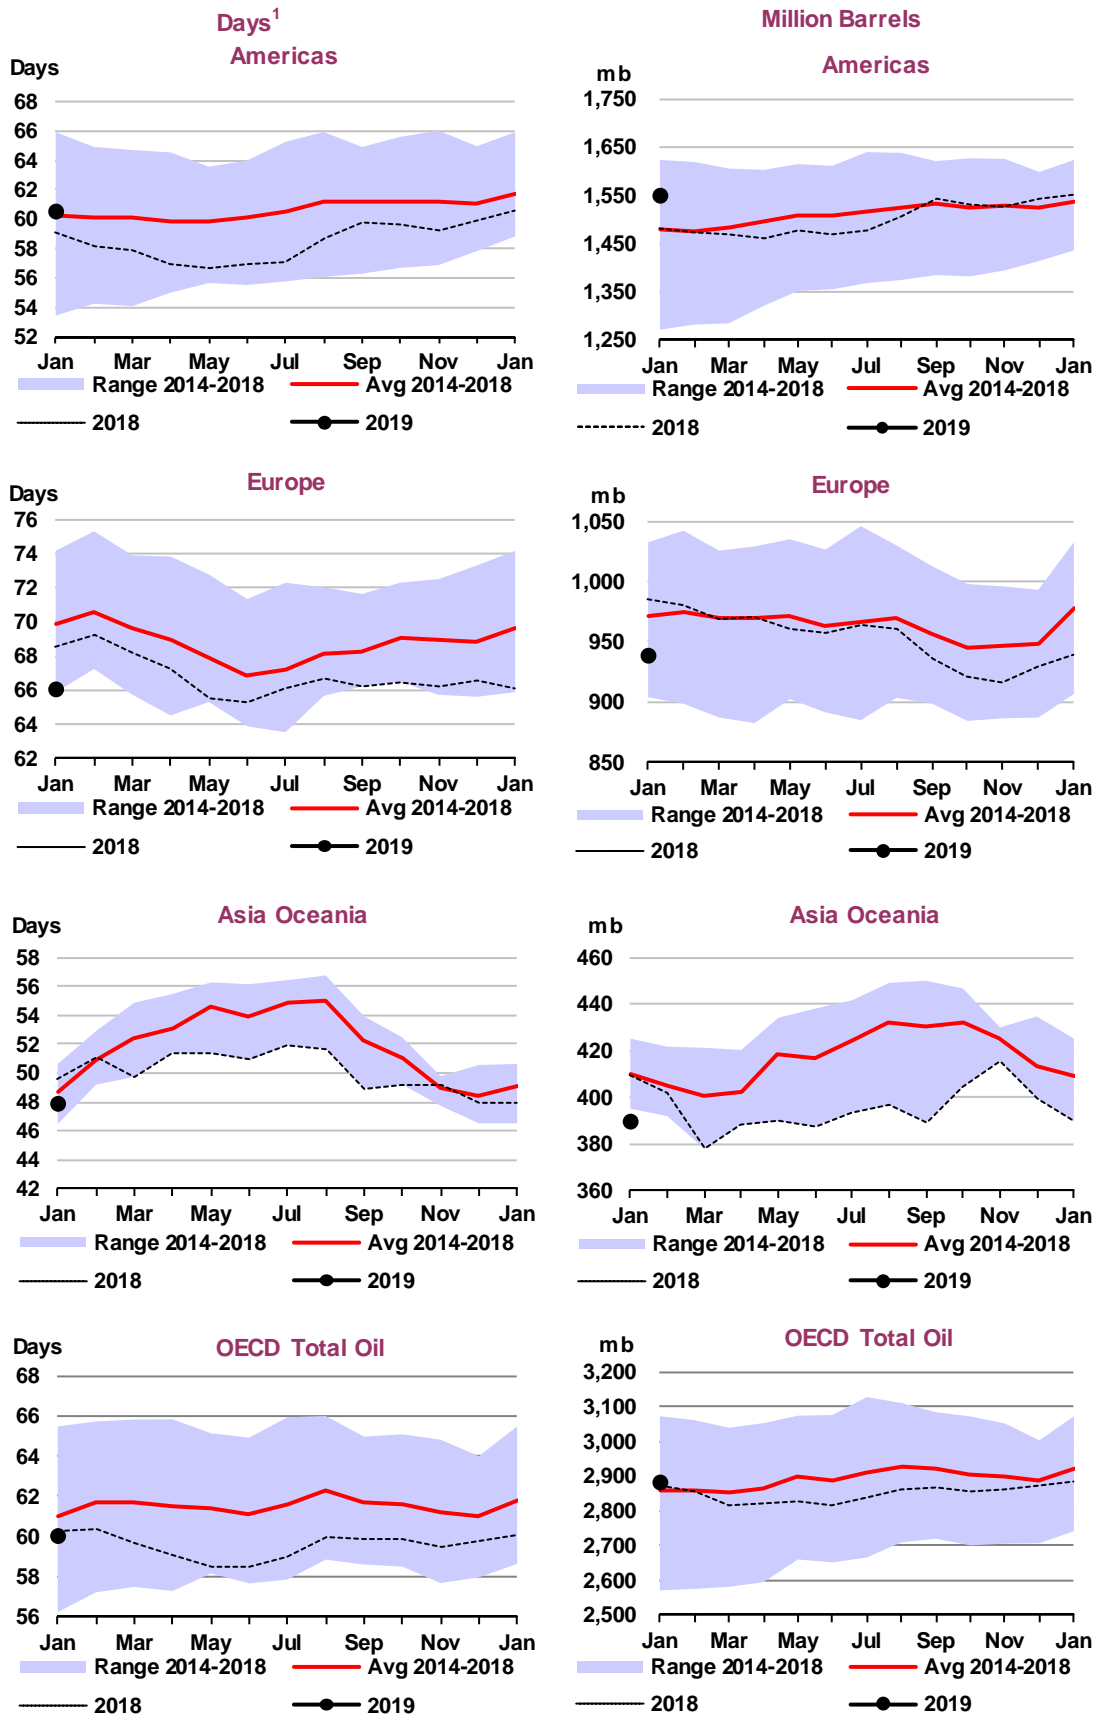 Days¹
Million Barrels
Americas
Days
68
66
64
62
60
58
56
54
52
Jan Mar May Jul Sep Nov Jan
Range 2014-2018 Avg 2014-2018
2018 2019
Americas
mb
1,750
1,650
1,550
1,450
1,350
1,250
Jan Mar May Jul Sep Nov Jan
Range 2014-2018 Avg 2014-2018
2018 2019
Europe
Days
76
74
72
70
68
66
64
62
Jan Mar May Jul Sep Nov Jan
Range 2014-2018 Avg 2014-2018
2018 2019
Europe
mb
1,050
1,000
950
900
850
Jan Mar May Jul Sep Nov Jan
Range 2014-2018 Avg 2014-2018
2018 2019
Asia Oceania
Days
58
56
54
52
50
48
46
44
42
Jan Mar May Jul Sep Nov Jan
Range 2014-2018 Avg 2014-2018
2018 2019
Asia Oceania
mb
460
440
420
400
380
360
Jan Mar May Jul Sep Nov Jan
Range 2014-2018 Avg 2014-2018
2018 2019
OECD Total Oil
Days
68
66
64
62
60
58
56
Jan Mar May Jul Sep Nov Jan
Range 2014-2018 Avg 2014-2018
2018 2019
OECD Total Oil
mb
3,200
3,100
3,000
2,900
2,800
2,700
2,600
2,500
Jan Mar May Jul Sep Nov Jan
Range 2014-2018 Avg 2014-2018
2018 2019